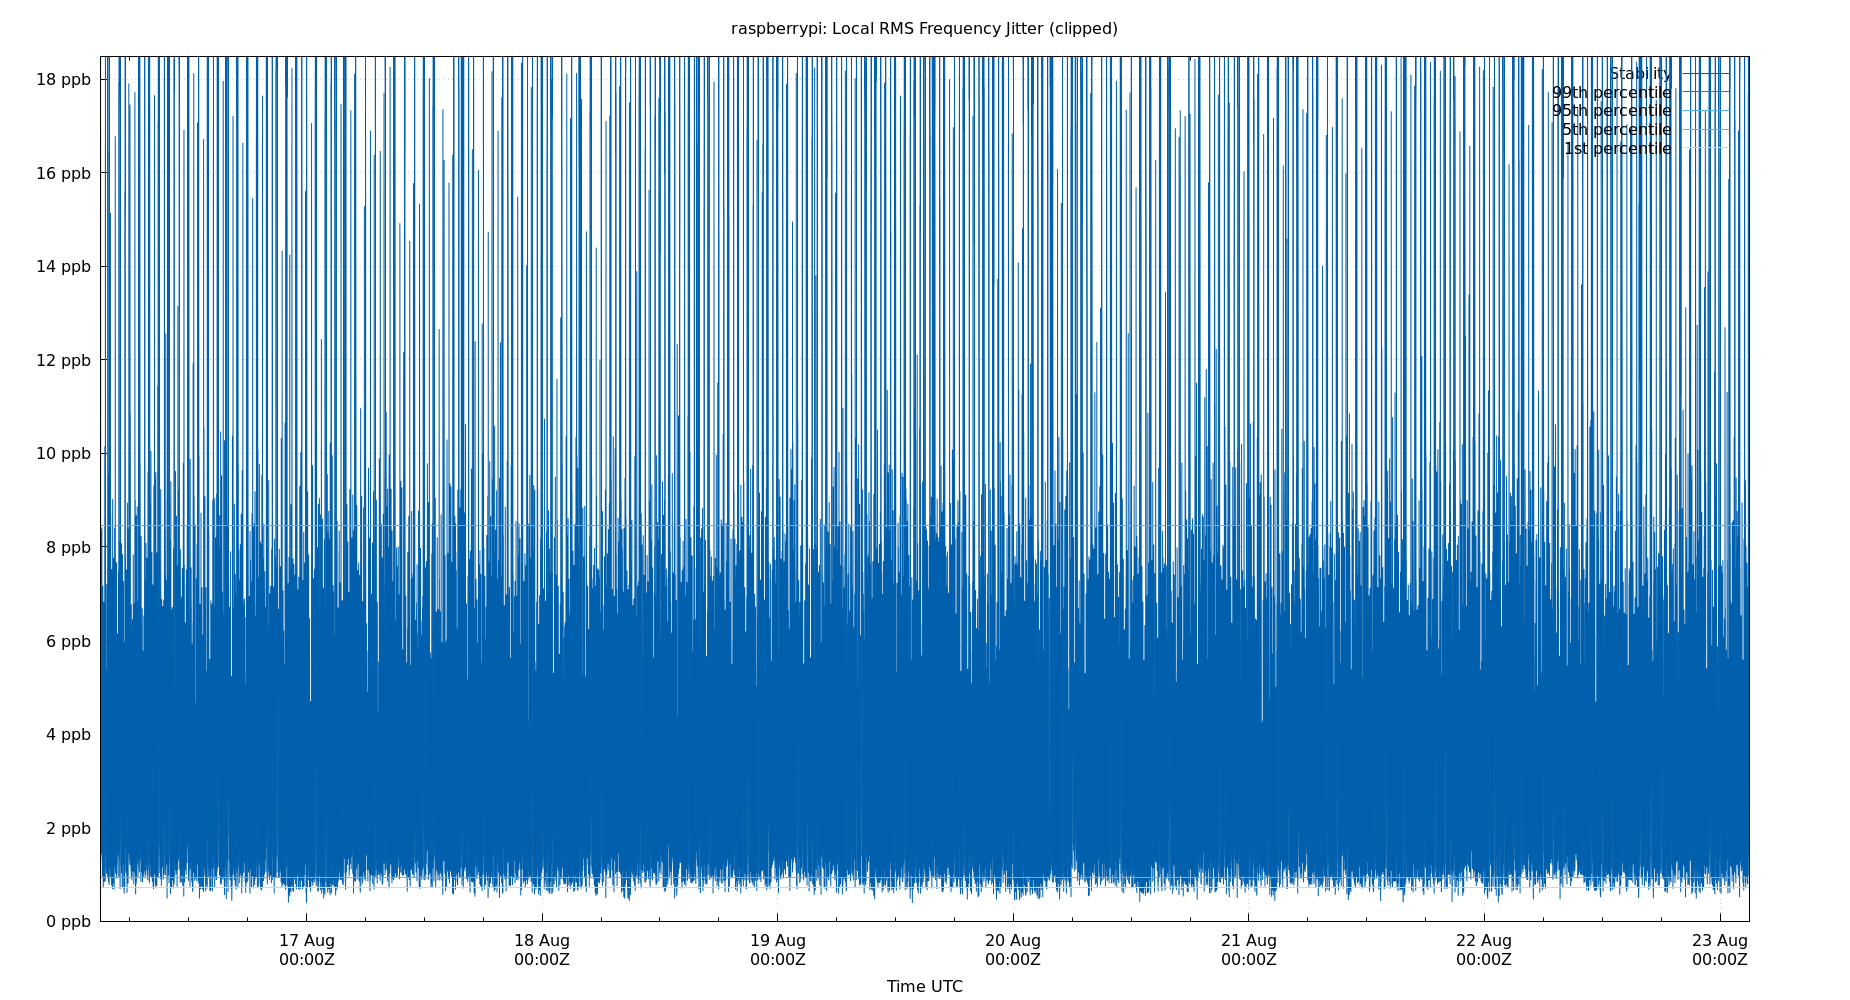 raspberrypi: Local RMS Frequency Jitter (clipped)
18 ppb
16 ppb
14 ppb
12 ppb
10 ppb
8 ppb
6 ppb
4 ppb
2 ppb
0 ppb
Stability
99th percentile
95th percentile
5th percentile
1st percentile
17 Aug
00:00Z
18 Aug
00:00Z
19 Aug
00:00Z
20 Aug
00:00Z
21 Aug
00:00Z
22 Aug
00:00Z
23 Aug
00:00Z
Time UTC